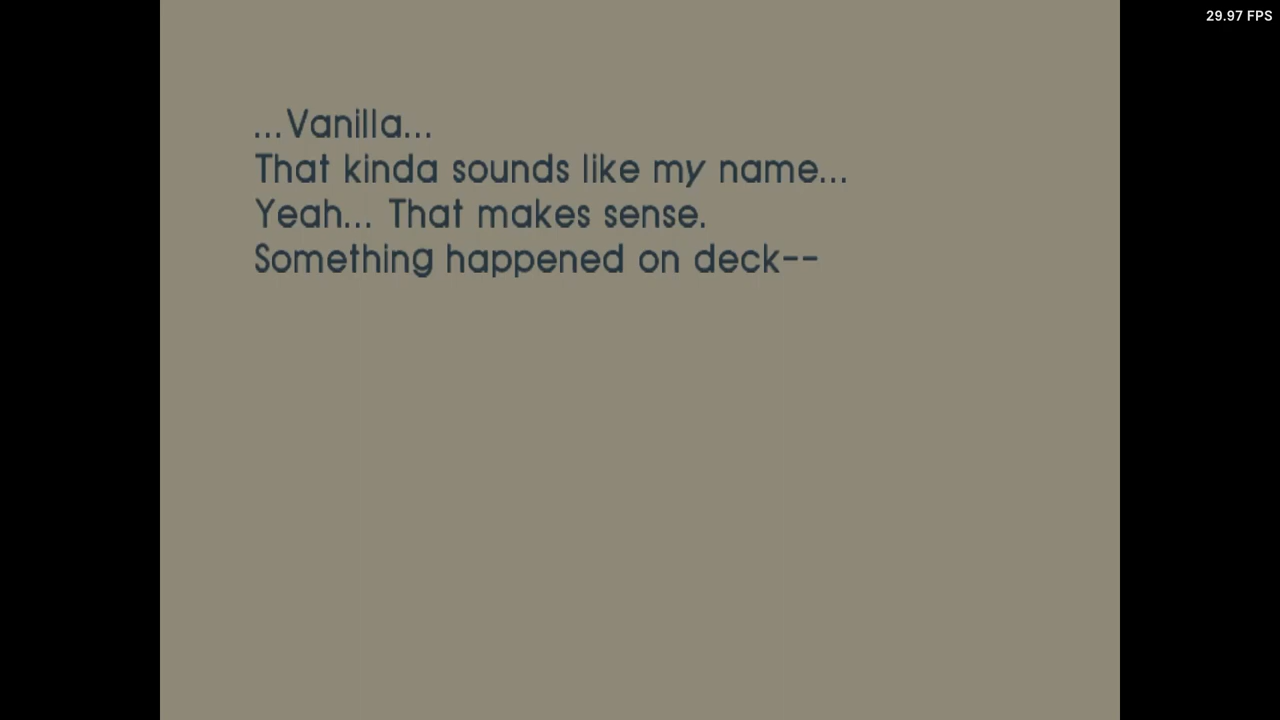 29.97 FPS
...Vanilla...
That kinda sounds like my name...
Yeah... That makes sense.
Something happened on deck--